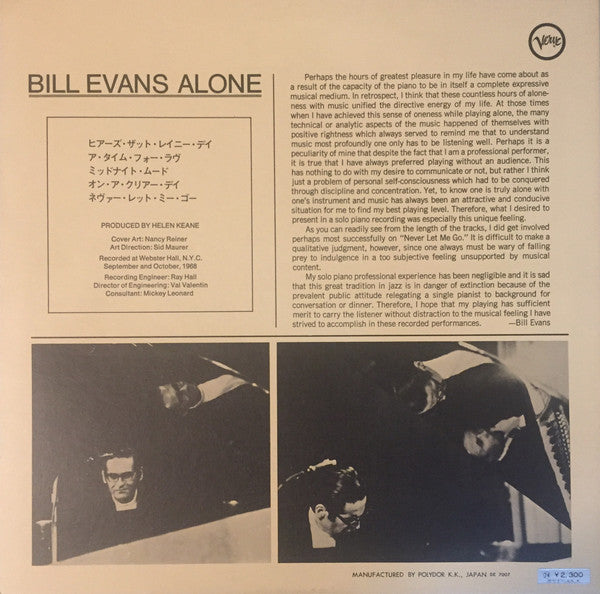 Verve
BILL EVANS ALONE
ヒアーズ・ザット・レイニー・デイ
ア・タイム・フォー・ラヴ
ミッドナイト・ムード
オン・ア・クリアー・デイ
ネヴァー・レット・ミー・ゴー
PRODUCED BY HELEN KEANE
Cover Art: Nancy Reiner
Art Direction: Sid Maurer
Recorded at Webster Hall, N.Y.C.
September and October, 1968
Recording Engineer: Ray Hall
Director of Engineering: Val Valentin
Consultant: Mickey Leonard
Perhaps the hours of greatest pleasure in my life have come about as
a result of the capacity of the piano to be in itself a complete expressive
musical medium. In retrospect, I think that these countless hours of alone-
ness with music unified the directive energy of my life. At those times
when I have achieved this sense of oneness while playing alone, the many
technical or analytic aspects of the music happened of themselves with
positive rightness which always served to remind me that to understand
music most profoundly one only has to be listening well. Perhaps it is a
peculiarity of mine that despite the fact that I am a professional performer,
it is true that I have always preferred playing without an audience. This
has nothing to do with my desire to communicate or not, but rather I think
just a problem of personal self-consciousness which had to be conquered
through discipline and concentration. Yet, to know one is truly alone with
one's instrument and music has always been an attractive and conducive
situation for me to find my best playing level. Therefore, what I desired to
present in a solo piano recording was especially this unique feeling.
As you can readily see from the length of the tracks, I did get involved
perhaps most successfully on "Never Let Me Go." It is difficult to make a
qualitative judgment, however, since one always must be wary of falling
prey to indulgence in a too subjective feeling unsupported by musical
content.
My solo piano professional experience has been negligible and it is sad
that this great tradition in jazz is in danger of extinction because of the
prevalent public attitude relegating a single pianist to background for
conversation or dinner. Therefore, I hope that my playing has sufficient
merit to carry the listener without distraction to the musical feeling I have
strived to accomplish in these recorded performances. —Bill Evans
MANUFACTURED BY POLYDOR K.K., JAPAN DE 7007
¥2,300